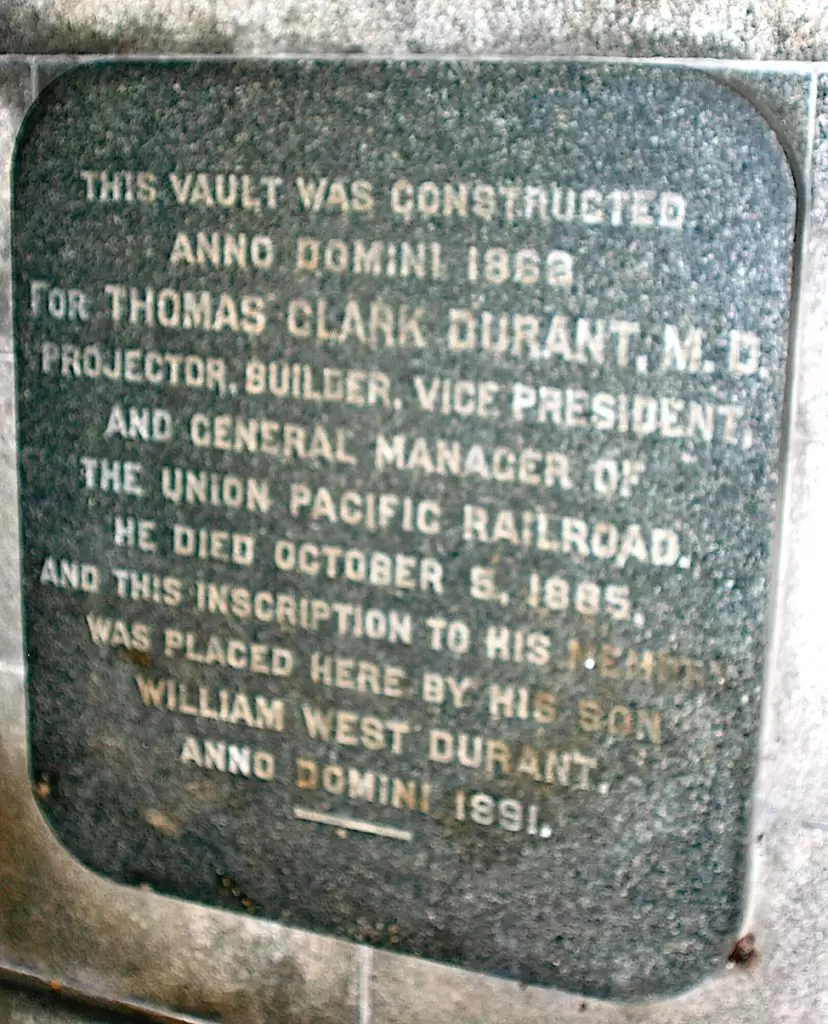 THIS VAULT WAS CONSTRUCTED
ANNO DOMINI
FOR THOMAS CLARK DURANT, M. D.
PROJECTOR, BUILDER, VICE PRESIDENT,
AND GENERAL MANAGER OF
THE UNION PACIFIC RAILROAD.
HE DIED OCTOBER 5, 1885,
AND THIS INSCRIPTION TO HIS MEMORY
WAS PLACED HERE BY HIS SON
WILLIAM WEST DURANT.
ANNO DOMINI 1891.